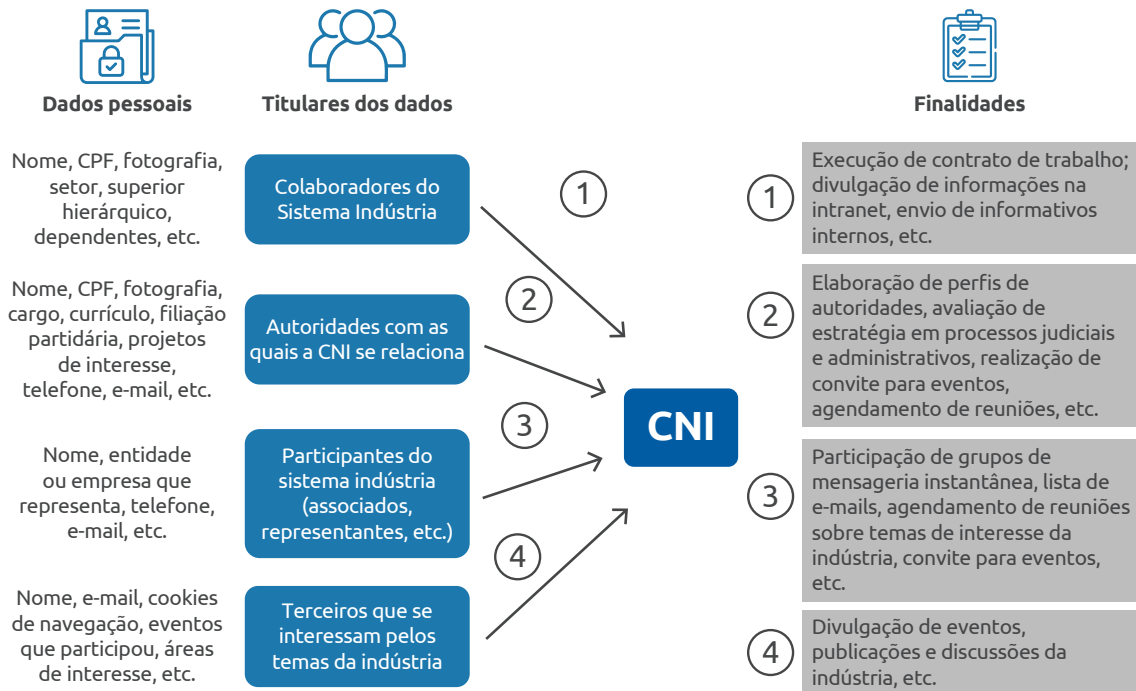 Dados pessoais
Titulares dos dados
Finalidades
Nome, CPF, fotografia,
setor, superior
hierárquico,
dependentes, etc.
Colaboradores do
Sistema Indústria
1
1
Execução de contrato de trabalho;
divulgação de informações na
intranet, envio de informativos
internos, etc.
Nome, CPF, fotografia,
cargo, currículo, filiação
partidária, projetos
de interesse,
telefone, e-mail, etc.
Autoridades com as
quais a CNI se relaciona
2
2
Elaboração de perfis de
autoridades, avaliação de
estratégia em processos judiciais
e administrativos, realização de
convite para eventos,
agendamento de reuniões, etc.
CNI
Nome, entidade
ou empresa que
representa, telefone,
e-mail, etc.
Participantes do
sistema indústria
(associados,
representantes, etc.)
3
3
Participação de grupos de
mensageria instantânea, lista de
e-mails, agendamento de reuniões
sobre temas de interesse da
indústria, convite para eventos,
etc.
Nome, e-mail, cookies
de navegação, eventos
que participou, áreas
de interesse, etc.
Terceiros que se
interessam pelos
temas da indústria
4
4
Divulgação de eventos,
publicações e discussões da
indústria, etc.